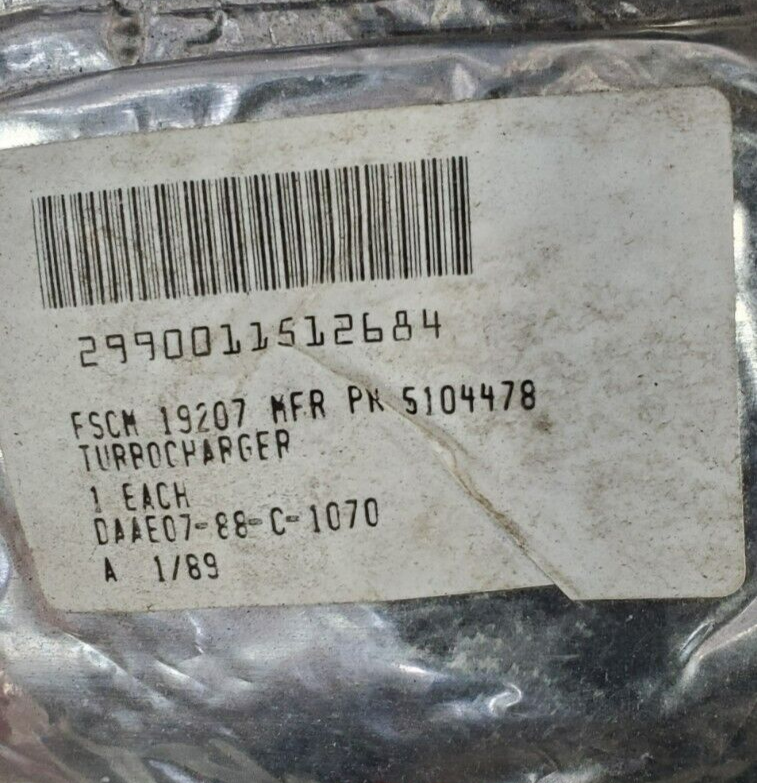 2990011512684
FSCM 19207 MFR PN 5104478
TURBOCHARGER
1 EACH
DAAE07-88-C-1070
A 1/89